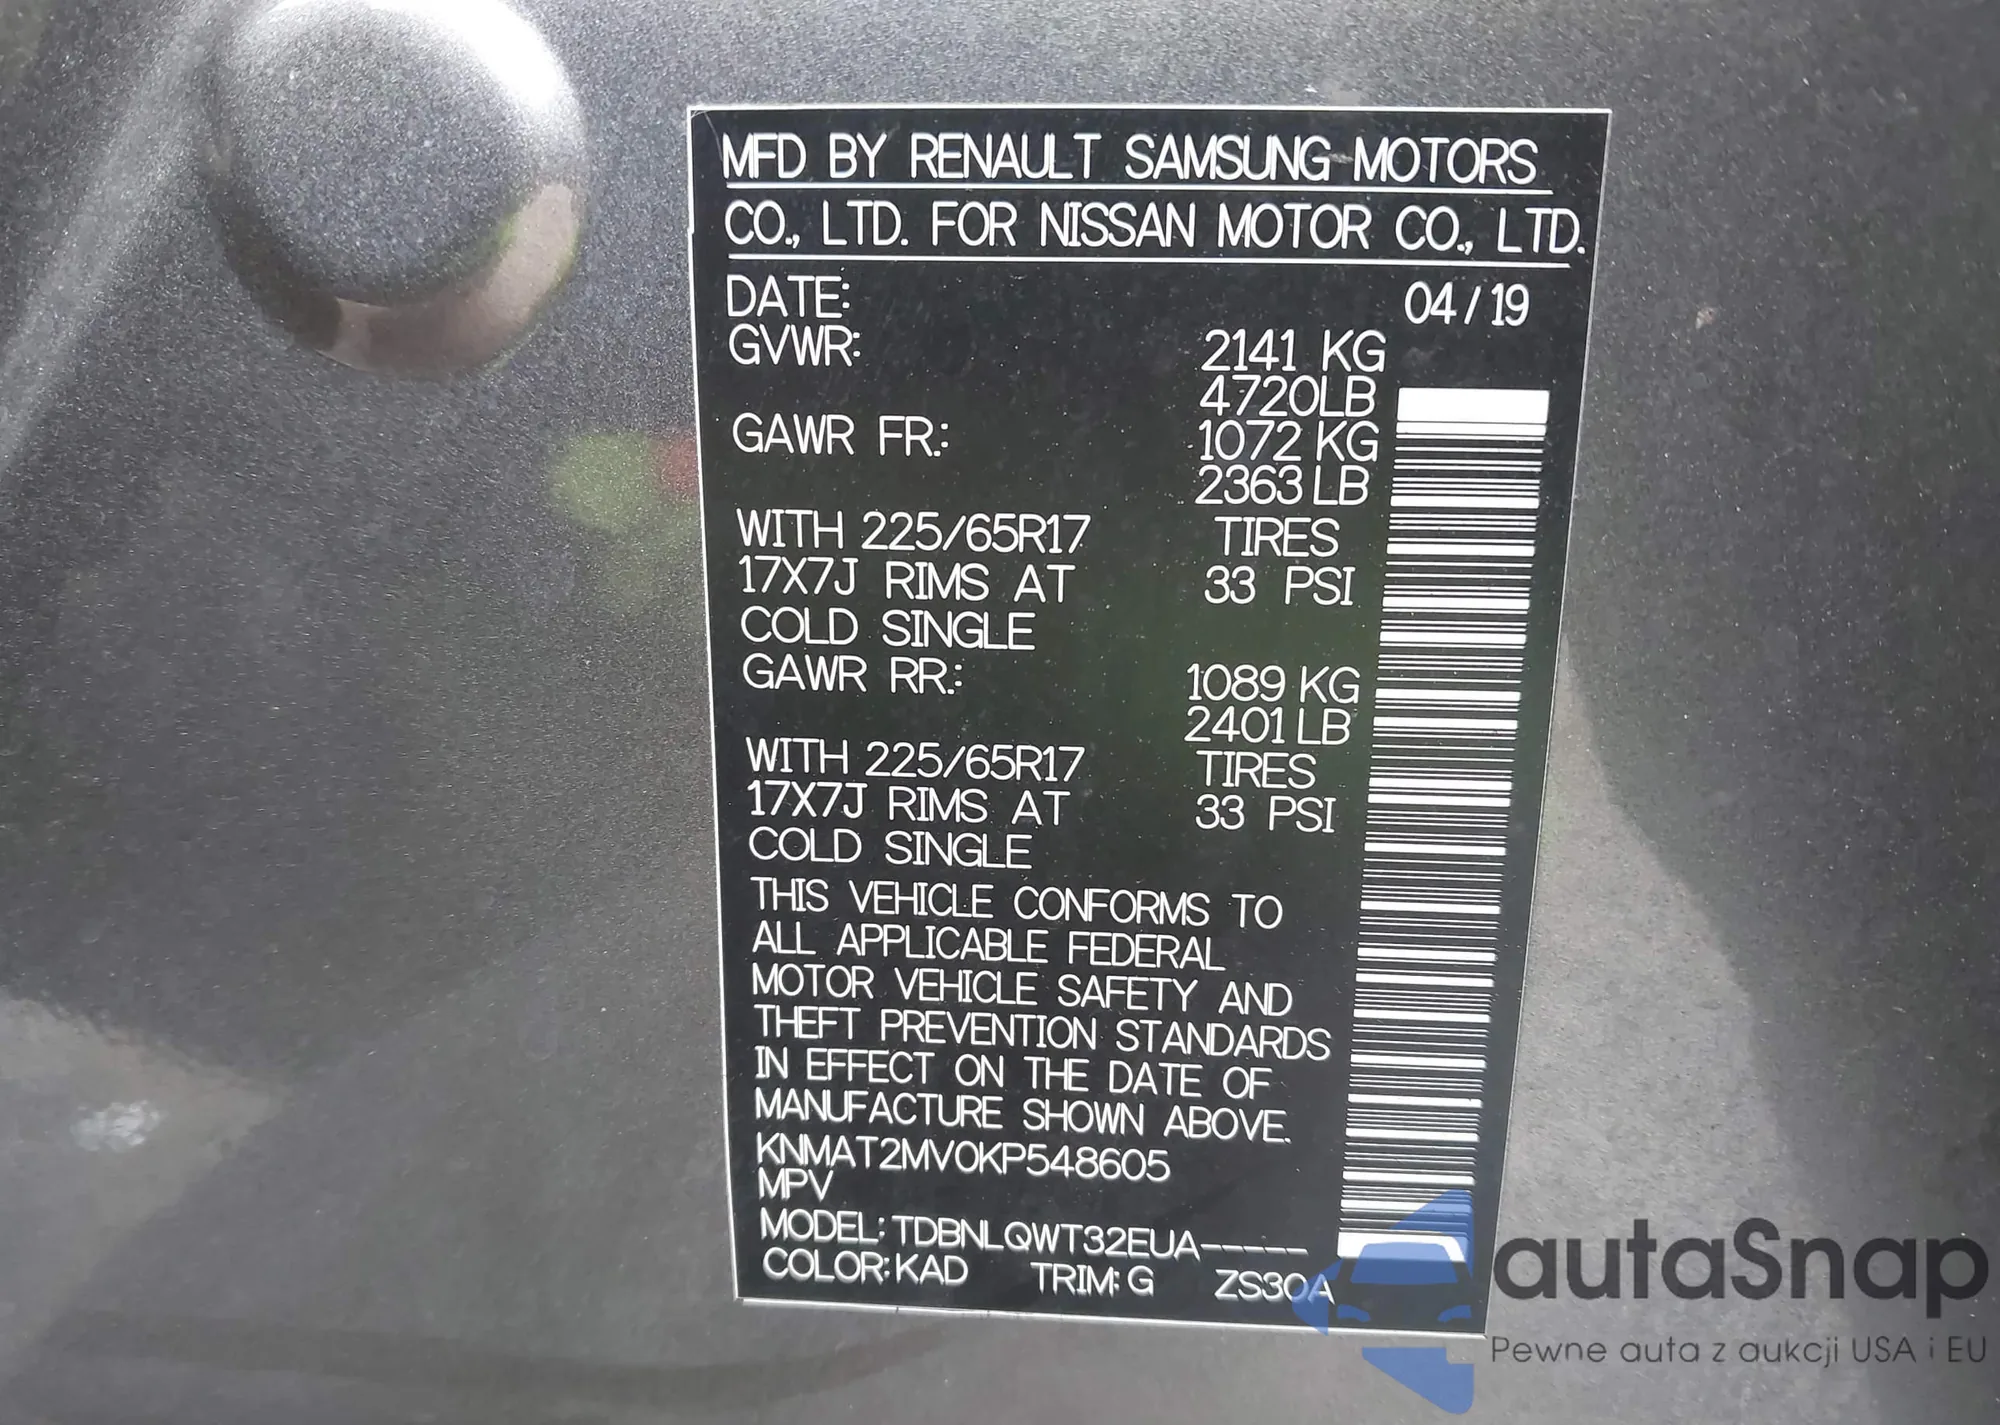 MFD BY RENAULT SAMSUNG MOTORS
CO., LTD. FOR NISSAN MOTOR CO., LTD.
DATE: 04/19
GVWR: 2141 KG
4720LB
GAWR FR.: 1072 KG
2363 LB
WITH 225/65R17 TIRES
17X7J RIMS AT 33 PSI
COLD SINGLE
GAWR RR.: 1089 KG
2401 LB
WITH 225/65R17 TIRES
17X7J RIMS AT 33 PSI
COLD SINGLE
THIS VEHICLE CONFORMS TO
ALL APPLICABLE FEDERAL
MOTOR VEHICLE SAFETY AND
THEFT PREVENTION STANDARDS
IN EFFECT ON THE DATE OF
MANUFACTURE SHOWN ABOVE.
KNMAT2MV0KP548605
MPV
MODEL: TDBNLQWT32EUA-----
COLOR: KAD TRIM: G ZS30A
autaSnap
Pewne auta z aukcji USA i EU